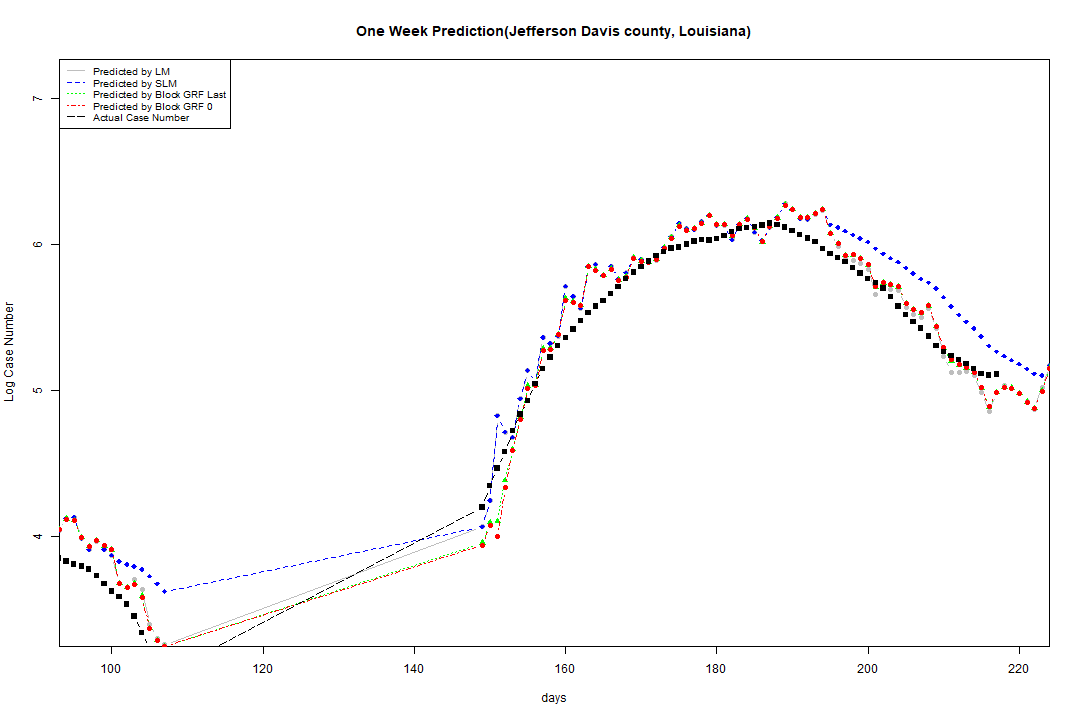 One Week Prediction(Jefferson Davis county, Louisiana)
Predicted by LM
Predicted by SLM
Predicted by Block GRF Last
Predicted by Block GRF 0
Actual Case Number
7
6
5
4
Log Case Number
100 120 140 160 180 200 220
days